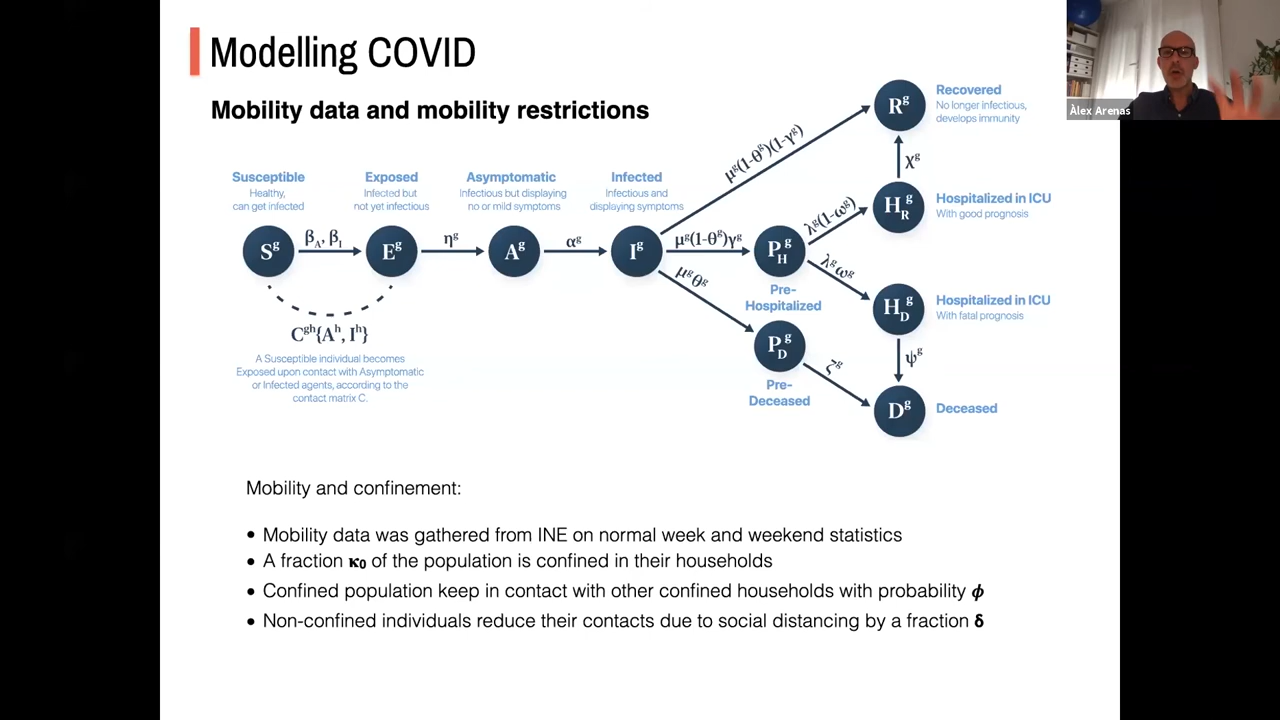 Modelling COVID
Mobility data and mobility restrictions
Àlex Arenas
Susceptible
Healthy,
can get infected
Exposed
Infected but
not yet infectious
Asymptomatic
Infectious but displaying
no or mild symptoms
Infected
Infectious and
displaying symptoms
Recovered
No longer infectious,
develops immunity
Hospitalized in ICU
With good prognosis
Hospitalized in ICU
With fatal prognosis
Deceased
Pre-
Hospitalized
Pre-
Deceased
Sᵍ
β_A, β_I
Eᵍ
ηᵍ
Aᵍ
αᵍ
Iᵍ
μᵍ(1-θᵍ)(1-γᵍ)
μᵍ(1-θᵍ)γᵍ
μᵍθᵍ
P_Hᵍ
P_Dᵍ
λᵍ(1-ωᵍ)
λᵍωᵍ
ζᵍ
Rᵍ
χᵍ
H_Rᵍ
H_Dᵍ
ψᵍ
Dᵍ
Cᵍʰ{Aʰ, Iʰ}
A Susceptible individual becomes
Exposed upon contact with Asymptomatic
or Infected agents, according to the
contact matrix C.
Mobility and confinement:
• Mobility data was gathered from INE on normal week and weekend statistics
• A fraction κ₀ of the population is confined in their households
• Confined population keep in contact with other confined households with probability ϕ
• Non-confined individuals reduce their contacts due to social distancing by a fraction δ